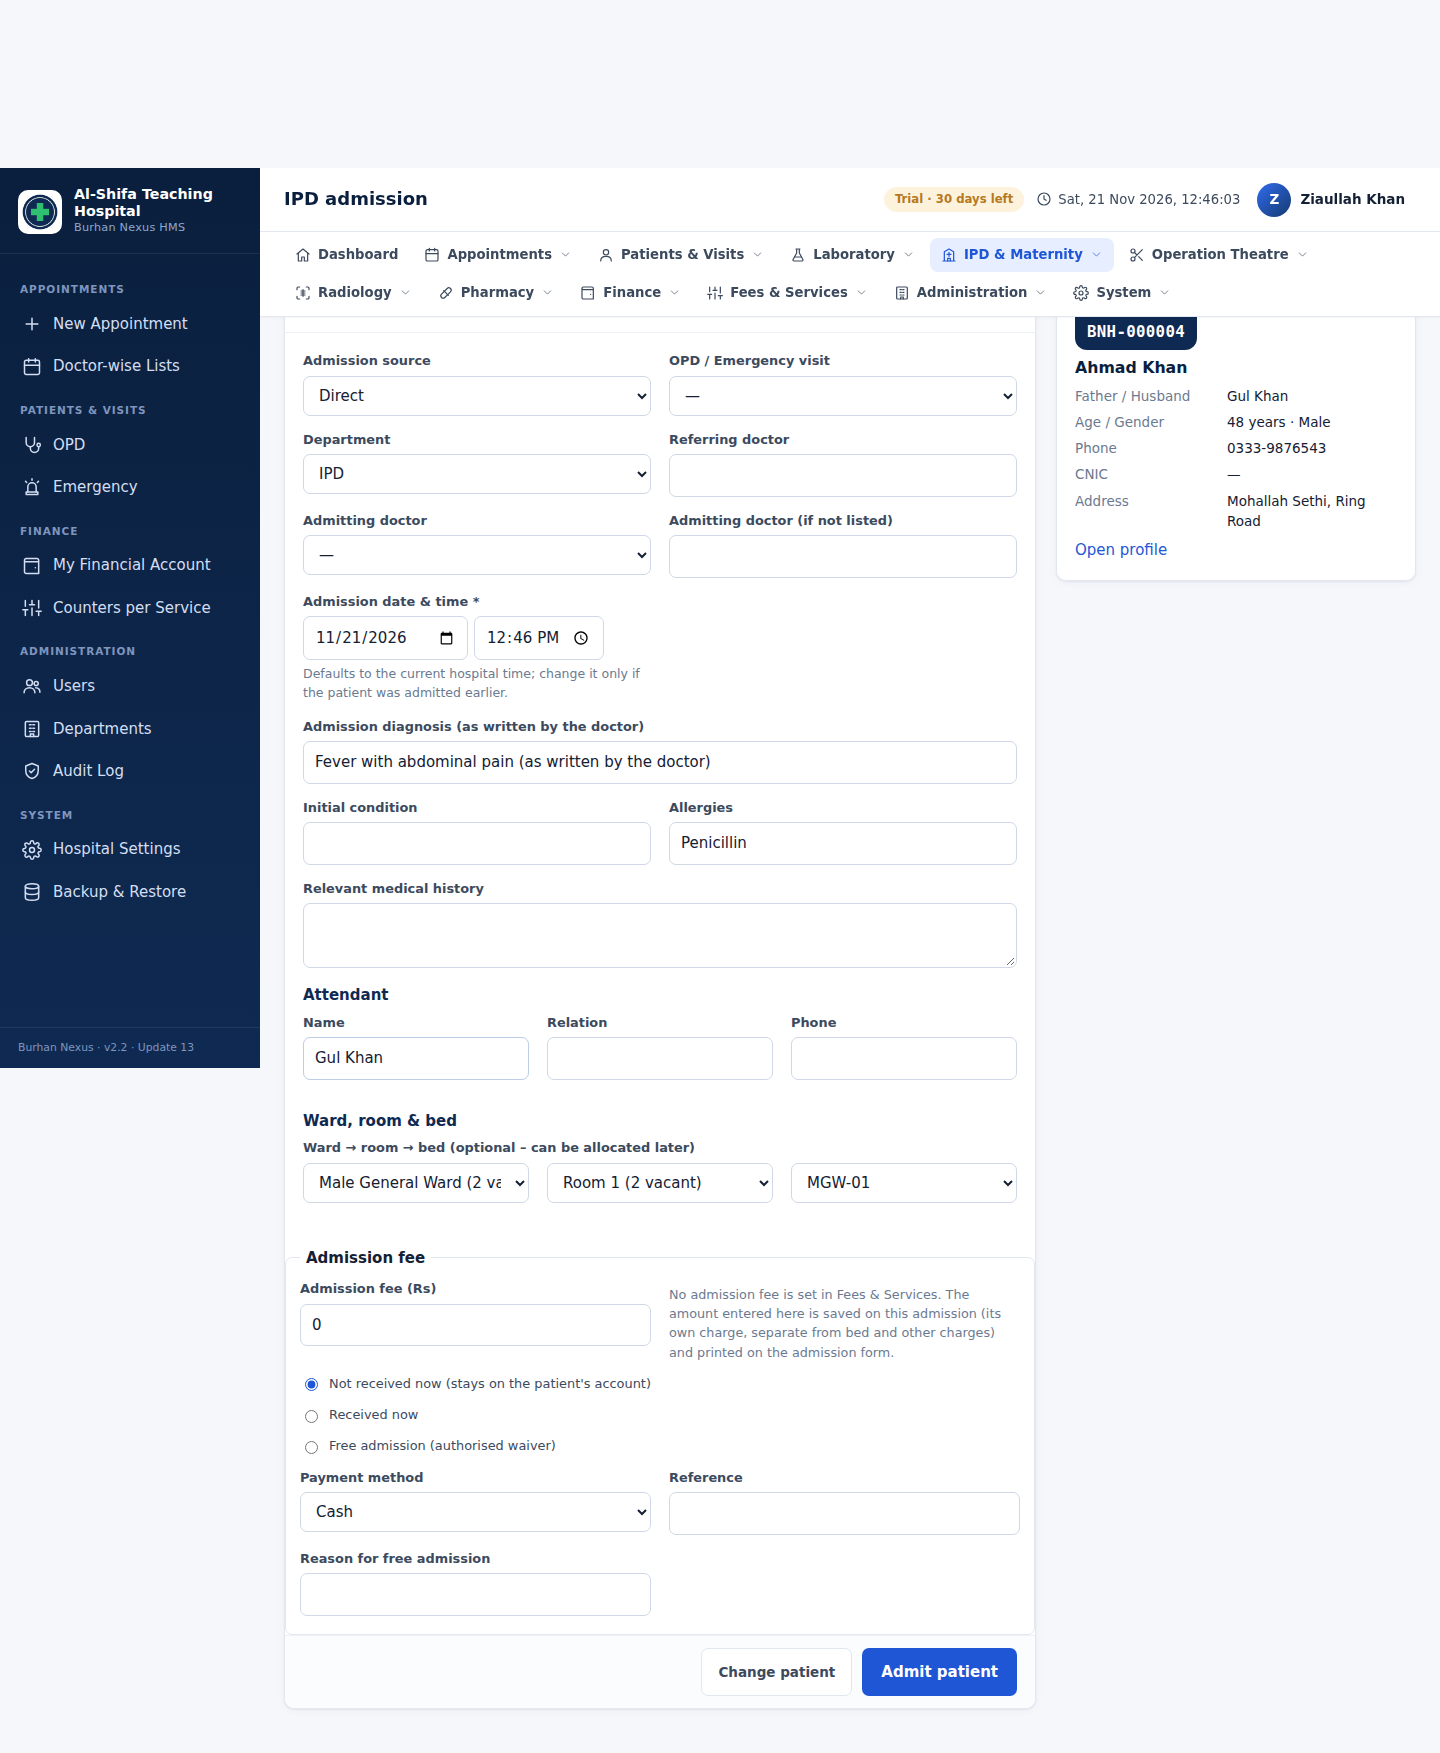 Al-Shifa Teaching
Hospital
Burhan Nexus HMS
APPOINTMENTS
New Appointment
Doctor-wise Lists
PATIENTS & VISITS
OPD
Emergency
FINANCE
My Financial Account
Counters per Service
ADMINISTRATION
Users
Departments
Audit Log
SYSTEM
Hospital Settings
Backup & Restore
Burhan Nexus · v2.2 · Update 13
IPD admission
Trial · 30 days left
Sat, 21 Nov 2026, 12:46:03
Z
Ziaullah Khan
Dashboard
Appointments
Patients & Visits
Laboratory
IPD & Maternity
Operation Theatre
Radiology
Pharmacy
Finance
Fees & Services
Administration
System
Admission source
OPD / Emergency visit
Direct
—
Department
Referring doctor
IPD
Admitting doctor
Admitting doctor (if not listed)
—
Admission date & time *
11/21/2026
12:46 PM
Defaults to the current hospital time; change it only if
the patient was admitted earlier.
Admission diagnosis (as written by the doctor)
Fever with abdominal pain (as written by the doctor)
Initial condition
Allergies
Penicillin
Relevant medical history
Attendant
Name
Relation
Phone
Gul Khan
Ward, room & bed
Ward → room → bed (optional – can be allocated later)
Male General Ward (2 va
Room 1 (2 vacant)
MGW-01
Admission fee
Admission fee (Rs)
0
No admission fee is set in Fees & Services. The
amount entered here is saved on this admission (its
own charge, separate from bed and other charges)
and printed on the admission form.
Not received now (stays on the patient's account)
Received now
Free admission (authorised waiver)
Payment method
Reference
Cash
Reason for free admission
Change patient
Admit patient
BNH-000004
Ahmad Khan
Father / Husband
Gul Khan
Age / Gender
48 years · Male
Phone
0333-9876543
CNIC
—
Address
Mohallah Sethi, Ring
Road
Open profile